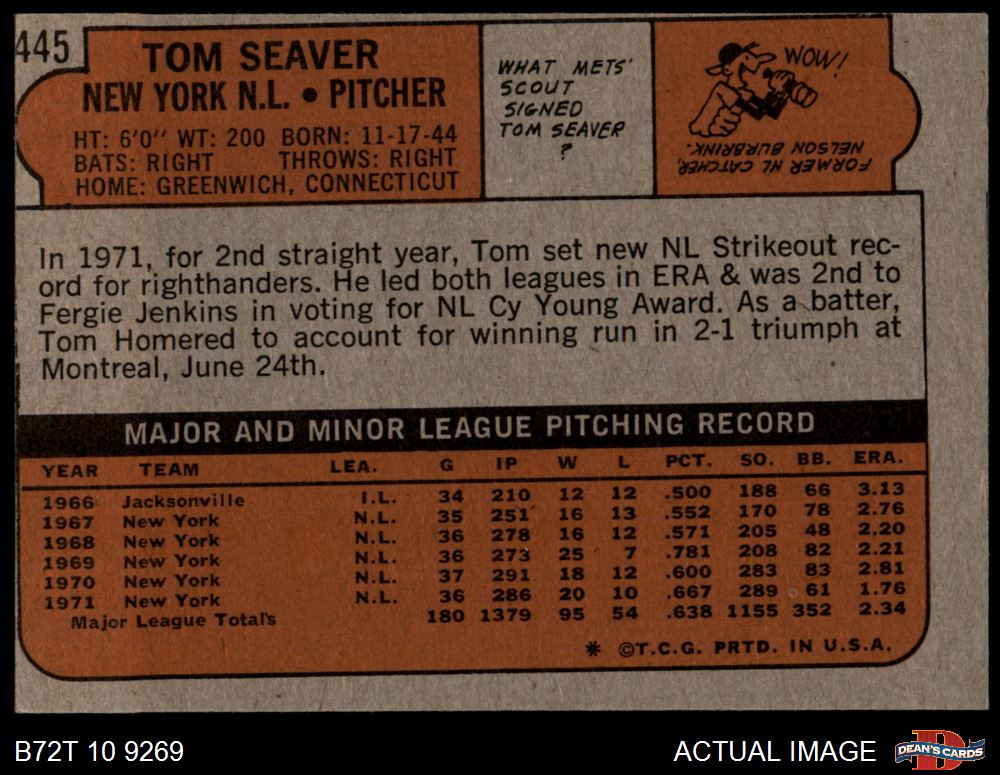 445
TOM SEAVER
NEW YORK N.L. • PITCHER
HT: 6'0" WT: 200 BORN: 11-17-44
BATS: RIGHT THROWS: RIGHT
HOME: GREENWICH, CONNECTICUT
WHAT METS'
SCOUT
SIGNED
TOM SEAVER
?
WOW!
FORMER NL CATCHER,
NELSON BURBRINK.
In 1971, for 2nd straight year, Tom set new NL Strikeout rec-
ord for righthanders. He led both leagues in ERA & was 2nd to
Fergie Jenkins in voting for NL Cy Young Award. As a batter,
Tom Homered to account for winning run in 2-1 triumph at
Montreal, June 24th.
MAJOR AND MINOR LEAGUE PITCHING RECORD
YEAR TEAM LEA. G IP W L PCT. SO. BB. ERA.
1966 Jacksonville I.L. 34 210 12 12 .500 188 66 3.13
1967 New York N.L. 35 251 16 13 .552 170 78 2.76
1968 New York N.L. 36 278 16 12 .571 205 48 2.20
1969 New York N.L. 36 273 25 7 .781 208 82 2.21
1970 New York N.L. 37 291 18 12 .600 283 83 2.81
1971 New York N.L. 36 286 20 10 .667 289 61 1.76
Major League Totals 180 1379 95 54 .638 1155 352 2.34
* ©T.C.G. PRTD. IN U.S.A.
B72T 10 9269
ACTUAL IMAGE
D
DEAN'S CARDS